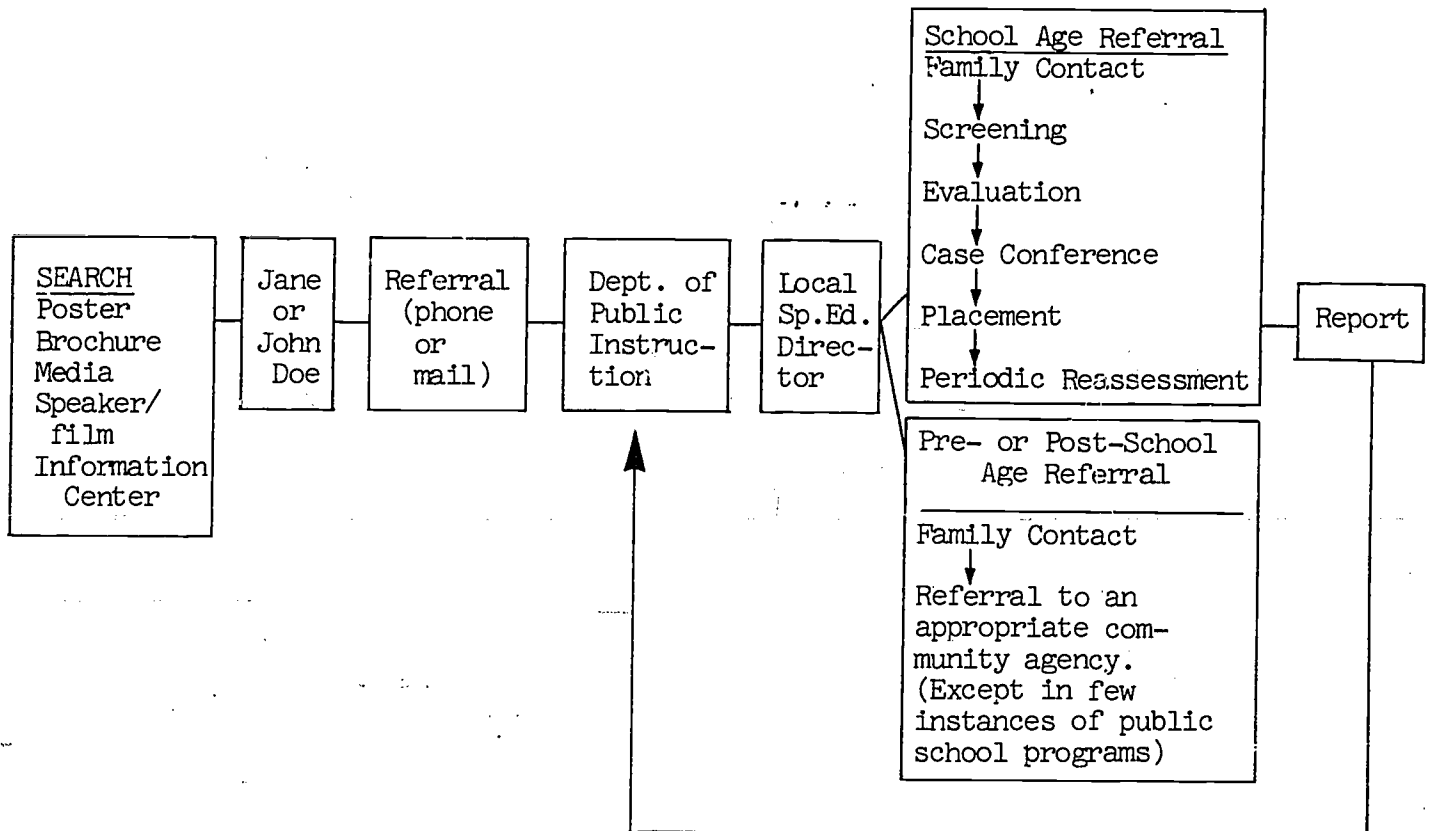 SEARCH
Poster
Brochure
Media
Speaker/
film
Information
Center
Jane
or
John
Doe
Referral
(phone
or
mail)
Dept. of
Public
Instruc-
tion
Local
Sp.Ed.
Direc-
tor
School Age Referral
Family Contact
Screening
Evaluation
Case Conference
Placement
Periodic Reassessment
Pre- or Post-School
Age Referral
Family Contact
Referral to an
appropriate com-
munity agency.
(Except in few
instances of public
school programs)
Report